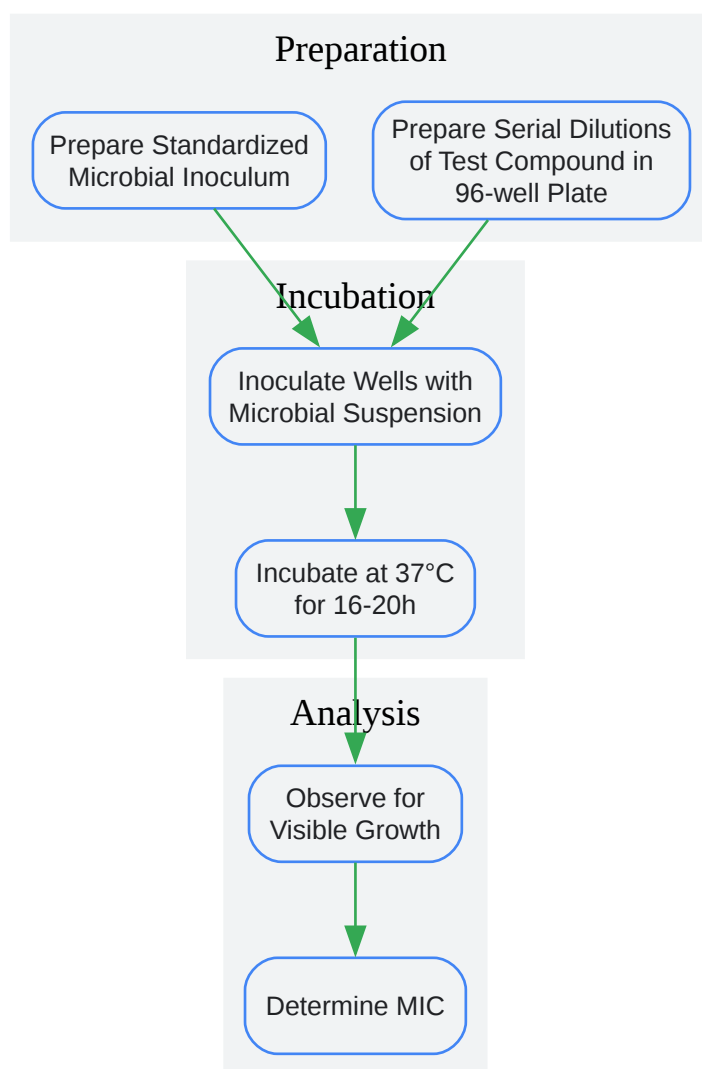 Preparation
Prepare Standardized
Microbial Inoculum
Prepare Serial Dilutions
of Test Compound in
96-well Plate
Incubation
Inoculate Wells with
Microbial Suspension
Incubate at 37°C
for 16-20h
Analysis
Observe for
Visible Growth
Determine MIC